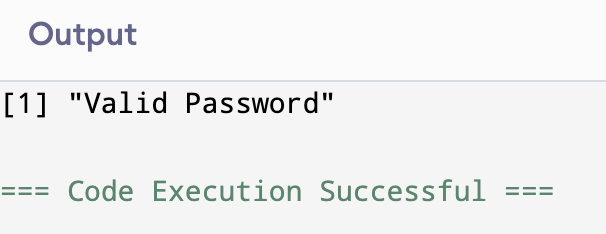 Output
[1] "Valid Password"
=== Code Execution Successful ===